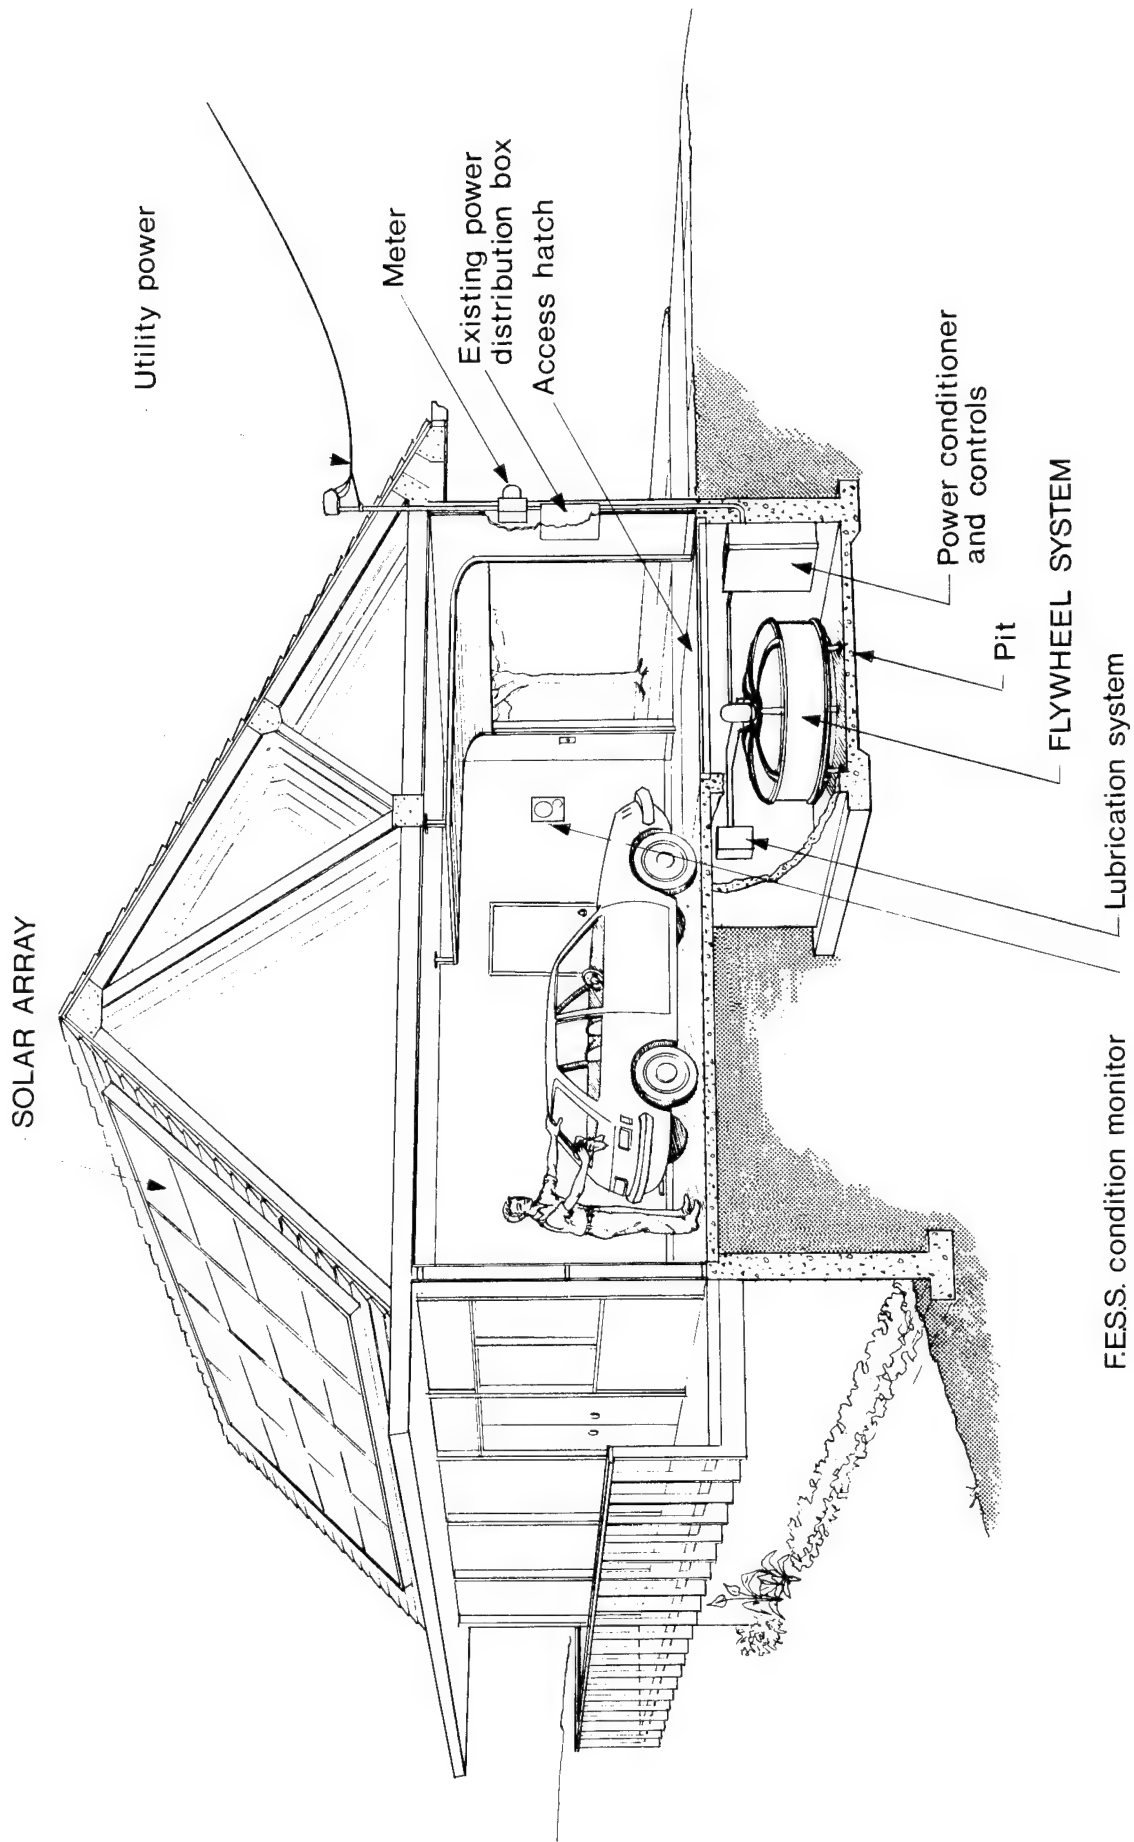 SOLAR ARRAY
Utility power
Meter
Existing power
distribution box
Access hatch
Power conditioner
and controls
Pit
FLYWHEEL SYSTEM
Lubrication system
F.E.S.S. condition monitor